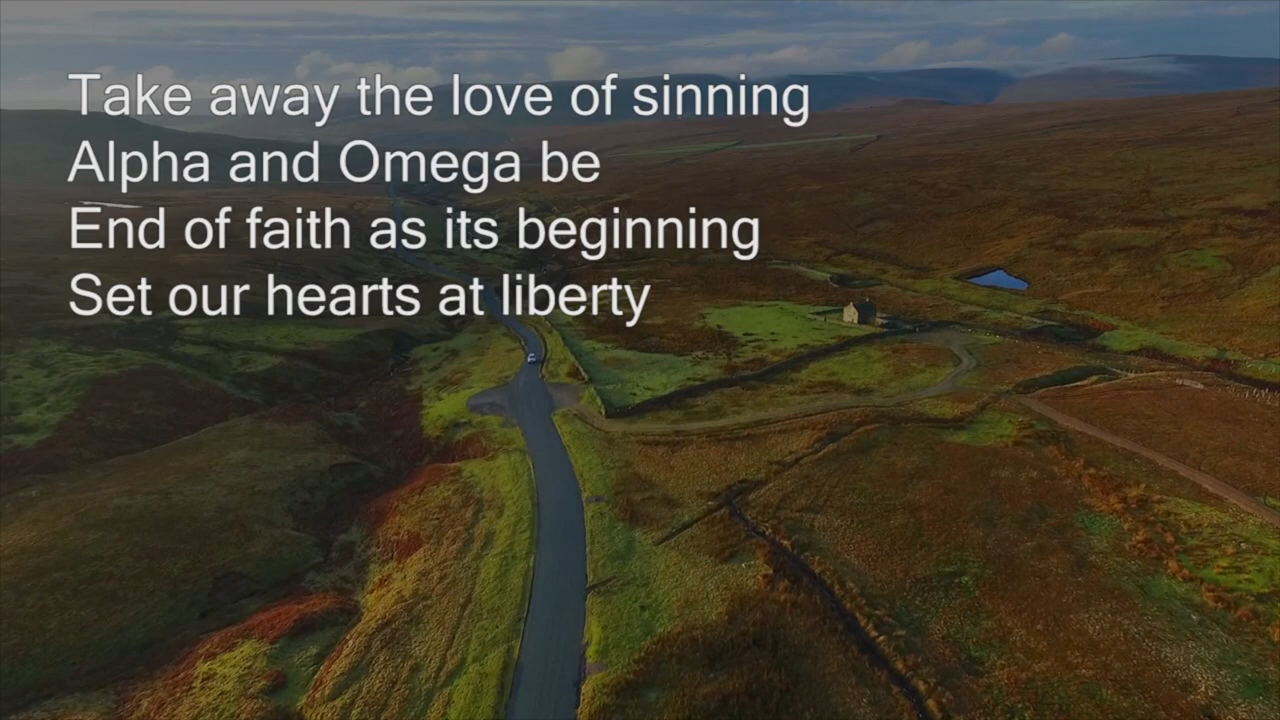 Take away the love of sinning
Alpha and Omega be
End of faith as its beginning
Set our hearts at liberty